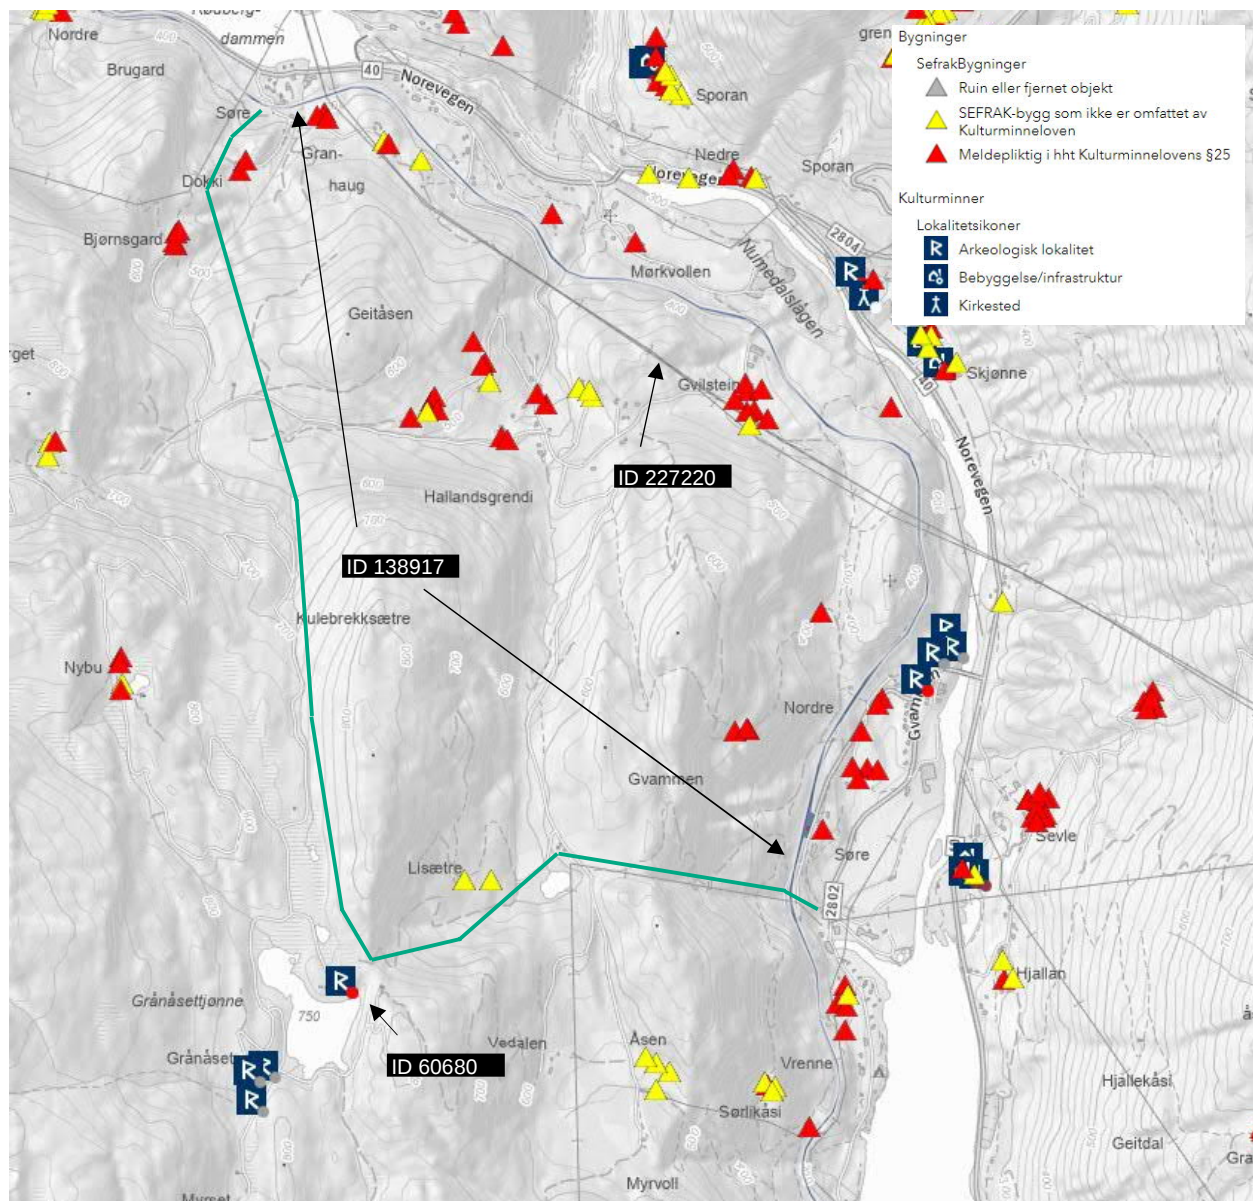 Nordre
Brugard
dammen
Søre
40
Norevegen
Sporan
Gran-
haug
Dokki
Bjørnsgard
Nedre
Norevegen
Sporan
2804
Mørkvollen
Numedalslågen
Geitåsen
Gvilstein
Skjønne
40
Norevegen
Hallandsgrendi
ID 227220
ID 138917
Kulebrekksætre
Nybu
Nordre
Gvammen
Søre
Sevle
Lisætre
2802
Grånåsettjønne
750
Grånåset
Vedalen
ID 60680
Åsen
Vrenne
Sørlikåsi
Hjallan
Hjallekåsi
Geitdal
Myrvoll
Bygninger
SefrakBygninger
Ruin eller fjernet objekt
SEFRAK-bygg som ikke er omfattet av
Kulturminneloven
Meldepliktig i hht Kulturminnelovens §25
Kulturminner
Lokalitetsikoner
Arkeologisk lokalitet
Bebyggelse/infrastruktur
Kirkested